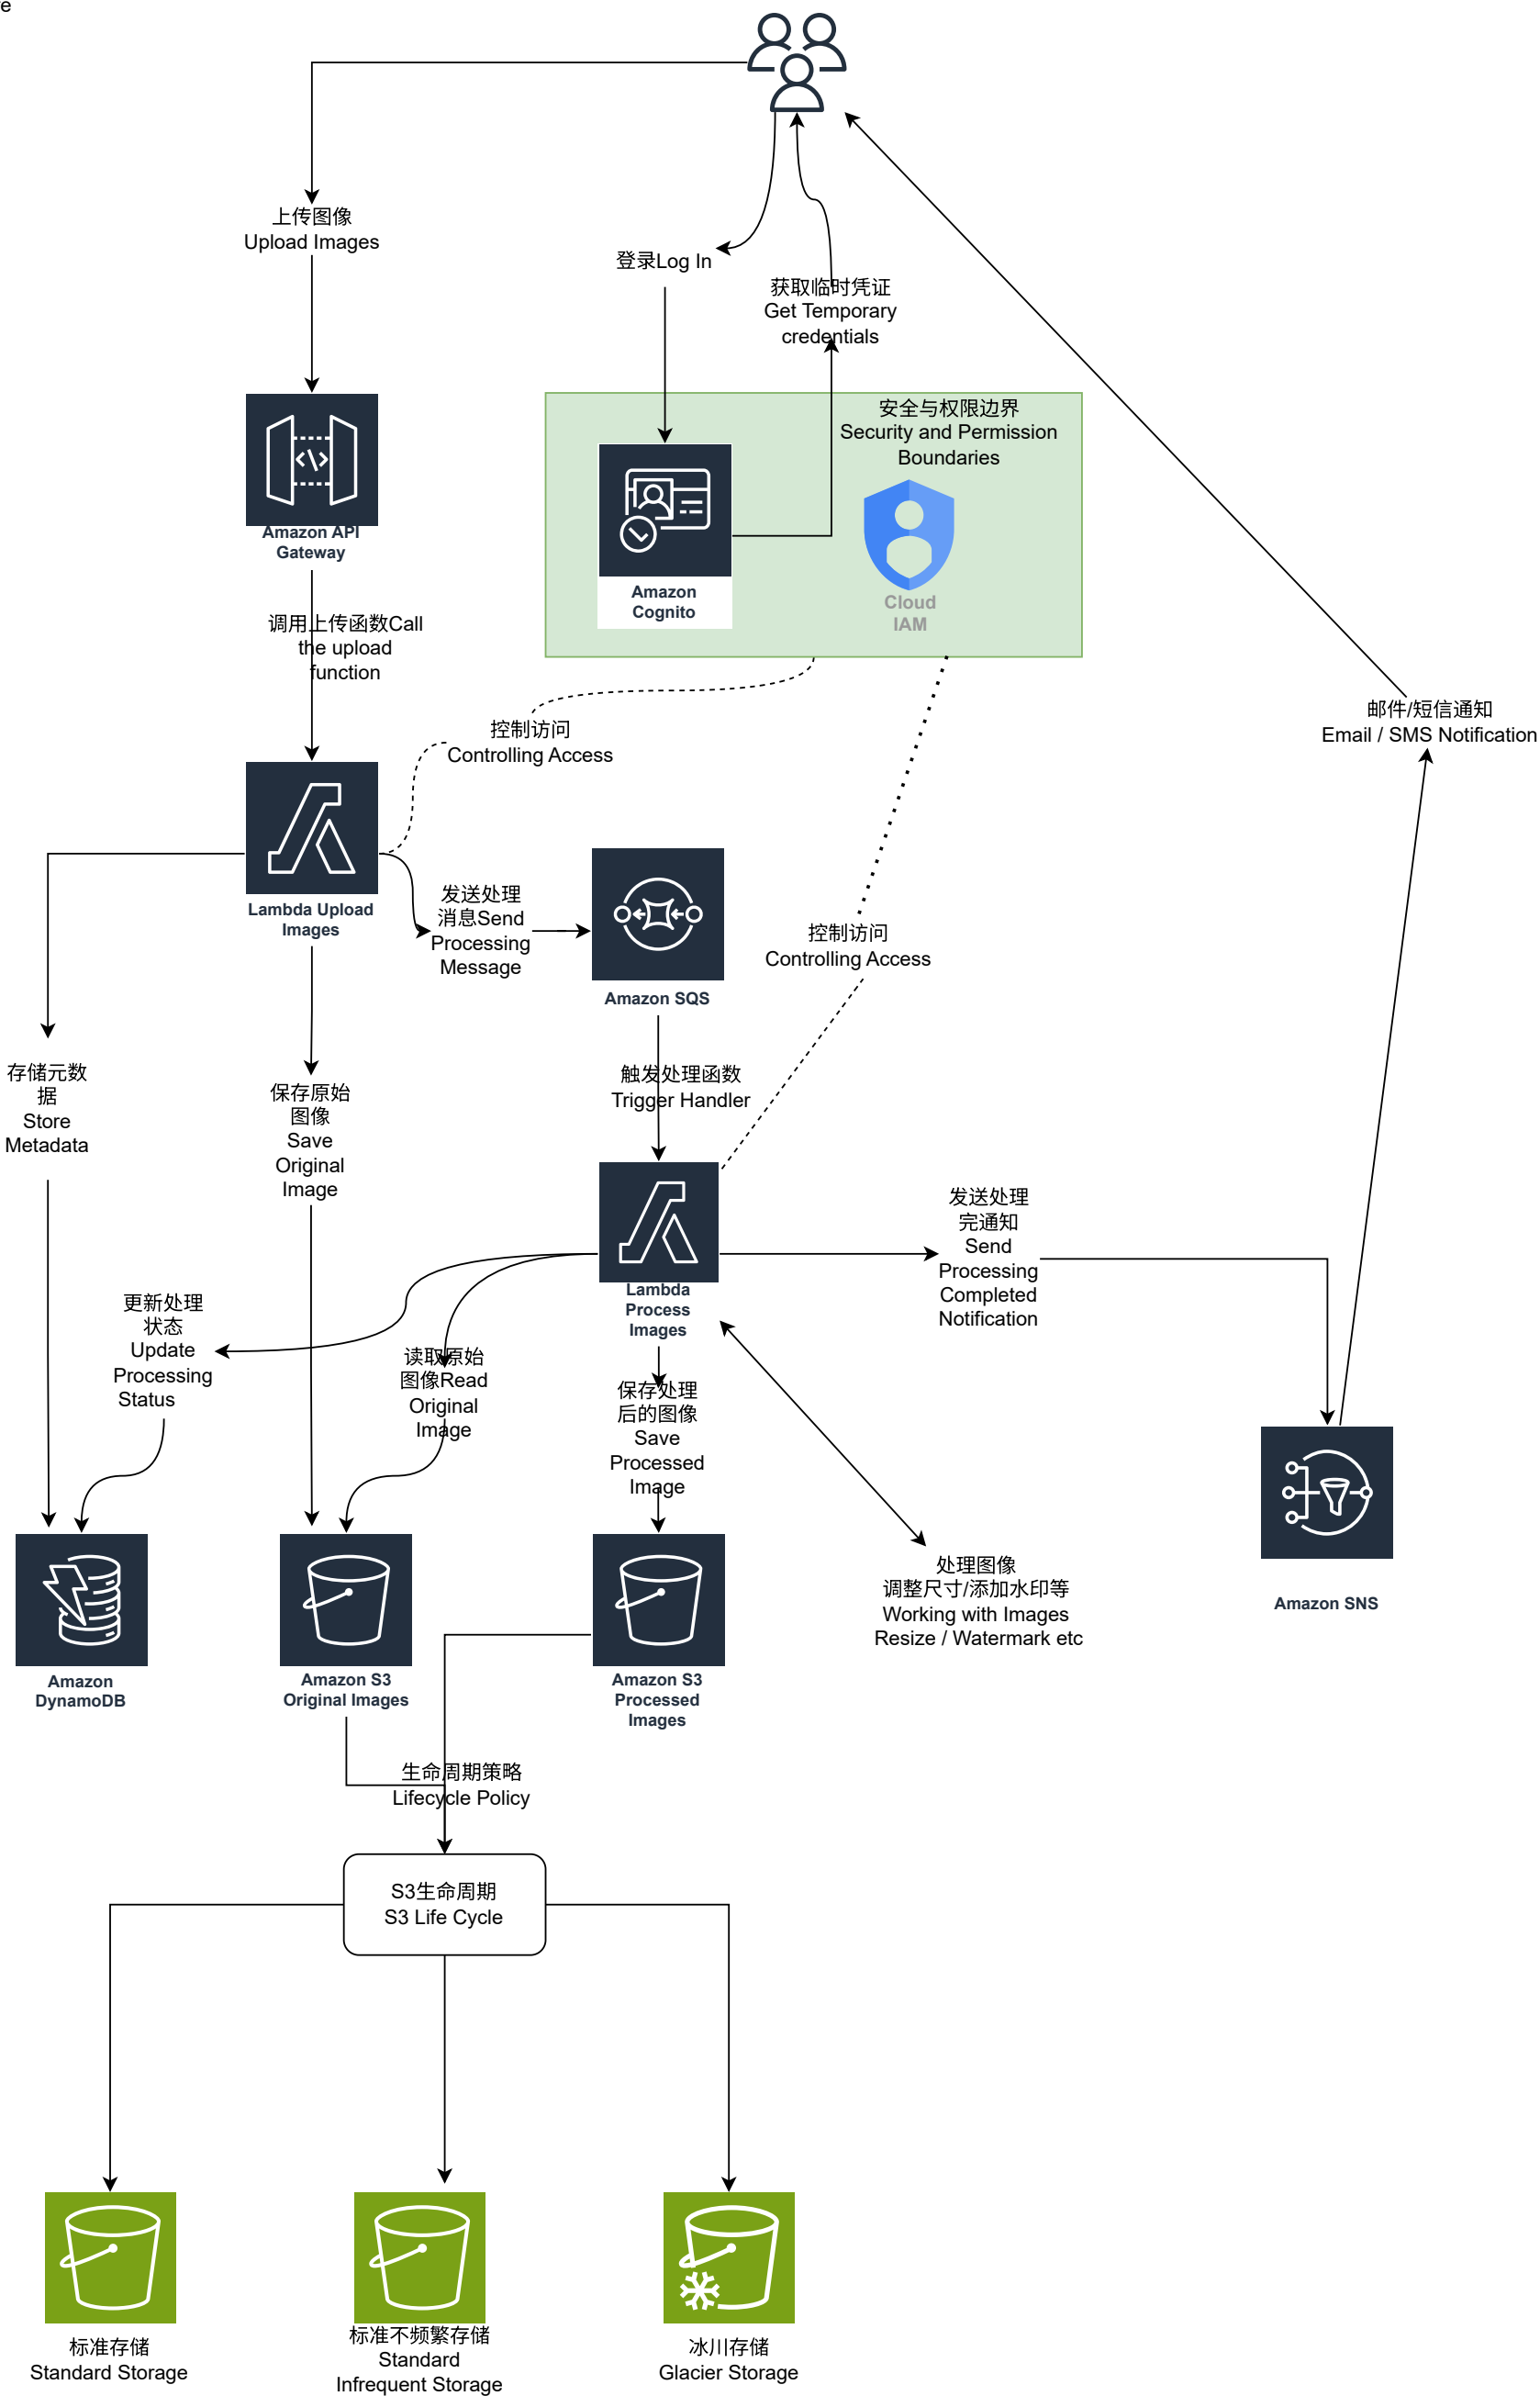 e
上传图像
Upload Images
登录Log In
获取临时凭证
Get Temporary
credentials
安全与权限边界
Security and Permission
Boundaries
Amazon API
Gateway
Amazon
Cognito
Cloud
IAM
调用上传函数Call
the upload
function
控制访问
Controlling Access
邮件/短信通知
Email / SMS Notification
Lambda Upload
Images
发送处理
消息Send
Processing
Message
Amazon SQS
控制访问
Controlling Access
存储元数
据
Store
Metadata
保存原始
图像
Save
Original
Image
触发处理函数
Trigger Handler
Lambda
Process
Images
发送处理
完通知
Send
Processing
Completed
Notification
更新处理
状态
Update
Processing
Status
读取原始
图像Read
Original
Image
保存处理
后的图像
Save
Processed
Image
处理图像
调整尺寸/添加水印等
Working with Images
Resize / Watermark etc
Amazon SNS
Amazon
DynamoDB
Amazon S3
Original Images
Amazon S3
Processed
Images
生命周期策略
Lifecycle Policy
S3生命周期
S3 Life Cycle
标准存储
Standard Storage
标准不频繁存储
Standard
Infrequent Storage
冰川存储
Glacier Storage